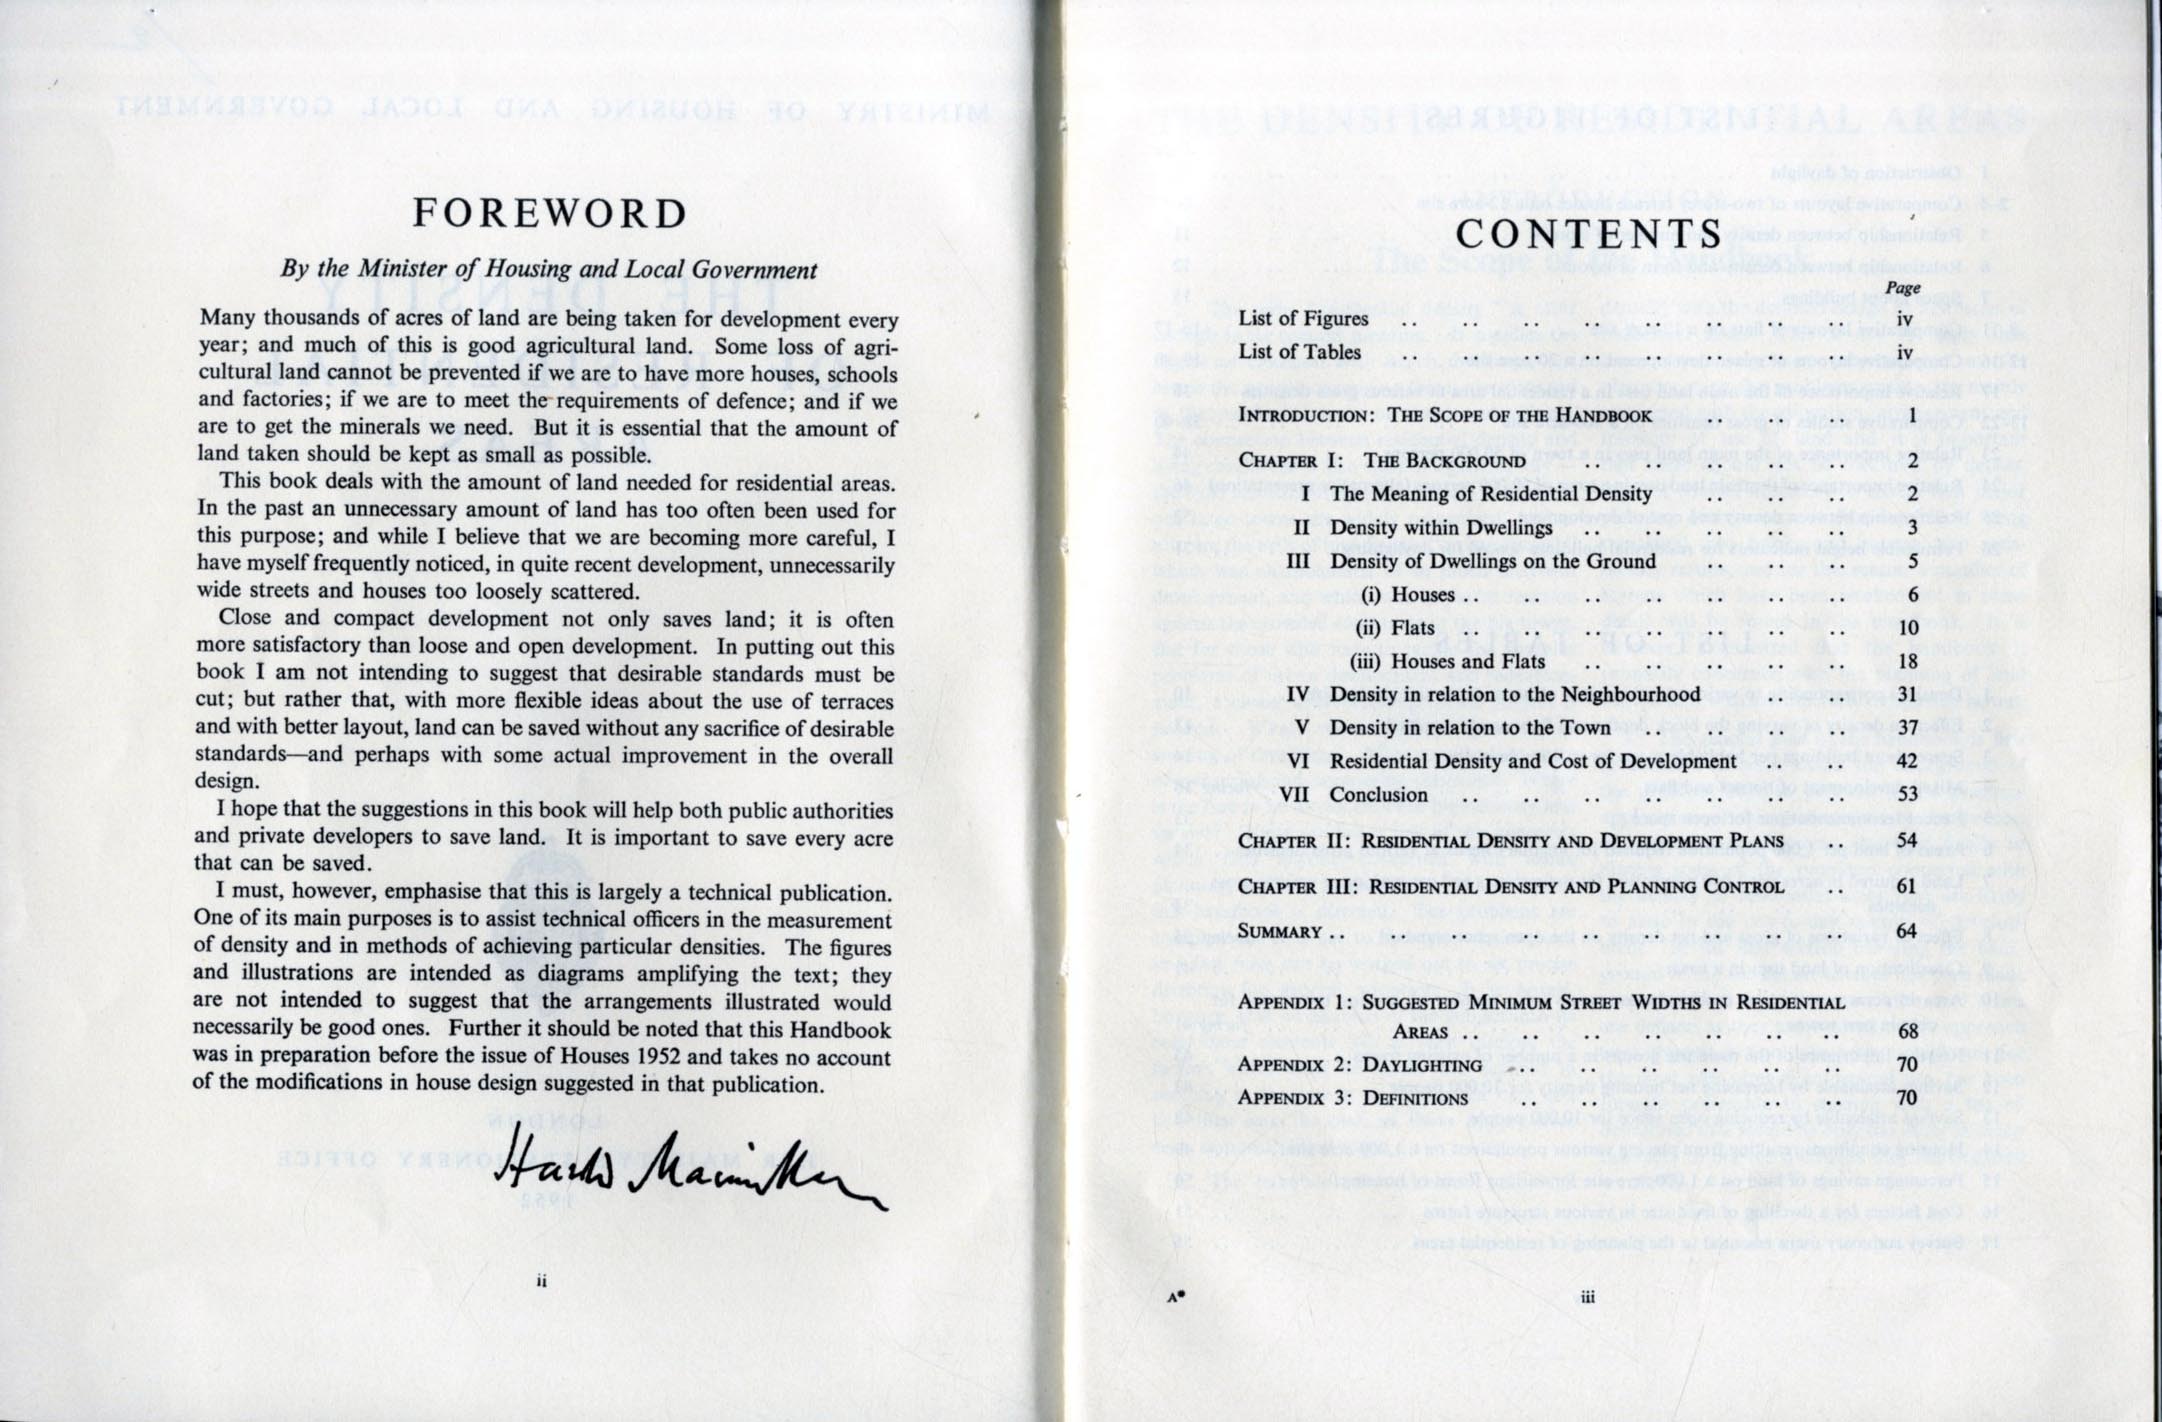 FOREWORD
By the Minister of Housing and Local Government
Many thousands of acres of land are being taken for development every
year; and much of this is good agricultural land. Some loss of agri-
cultural land cannot be prevented if we are to have more houses, schools
and factories; if we are to meet the requirements of defence; and if we
are to get the minerals we need. But it is essential that the amount of
land taken should be kept as small as possible.
This book deals with the amount of land needed for residential areas.
In the past an unnecessary amount of land has too often been used for
this purpose; and while I believe that we are becoming more careful, I
have myself frequently noticed, in quite recent development, unnecessarily
wide streets and houses too loosely scattered.
Close and compact development not only saves land; it is often
more satisfactory than loose and open development. In putting out this
book I am not intending to suggest that desirable standards must be
cut; but rather that, with more flexible ideas about the use of terraces
and with better layout, land can be saved without any sacrifice of desirable
standards—and perhaps with some actual improvement in the overall
design.
I hope that the suggestions in this book will help both public authorities
and private developers to save land. It is important to save every acre
that can be saved.
I must, however, emphasise that this is largely a technical publication.
One of its main purposes is to assist technical officers in the measurement
of density and in methods of achieving particular densities. The figures
and illustrations are intended as diagrams amplifying the text; they
are not intended to suggest that the arrangements illustrated would
necessarily be good ones. Further it should be noted that this Handbook
was in preparation before the issue of Houses 1952 and takes no account
of the modifications in house design suggested in that publication.
Harold Macmillan
ii
CONTENTS
Page
List of Figures .. .. .. .. .. .. .. .. iv
List of Tables .. .. .. .. .. .. .. .. iv
INTRODUCTION: THE SCOPE OF THE HANDBOOK .. .. .. 1
CHAPTER I: THE BACKGROUND .. .. .. .. .. 2
I The Meaning of Residential Density .. .. .. 2
II Density within Dwellings .. .. .. .. .. 3
III Density of Dwellings on the Ground .. .. .. 5
(i) Houses .. .. .. .. .. .. .. 6
(ii) Flats .. .. .. .. .. .. .. 10
(iii) Houses and Flats .. .. .. .. .. 18
IV Density in relation to the Neighbourhood .. .. 31
V Density in relation to the Town .. .. .. .. 37
VI Residential Density and Cost of Development .. .. 42
VII Conclusion .. .. .. .. .. .. .. 53
CHAPTER II: RESIDENTIAL DENSITY AND DEVELOPMENT PLANS .. 54
CHAPTER III: RESIDENTIAL DENSITY AND PLANNING CONTROL .. 61
SUMMARY .. .. .. .. .. .. .. .. .. 64
APPENDIX 1: SUGGESTED MINIMUM STREET WIDTHS IN RESIDENTIAL
AREAS .. .. .. .. .. .. .. 68
APPENDIX 2: DAYLIGHTING .. .. .. .. .. .. 70
APPENDIX 3: DEFINITIONS .. .. .. .. .. .. 70
A*
iii